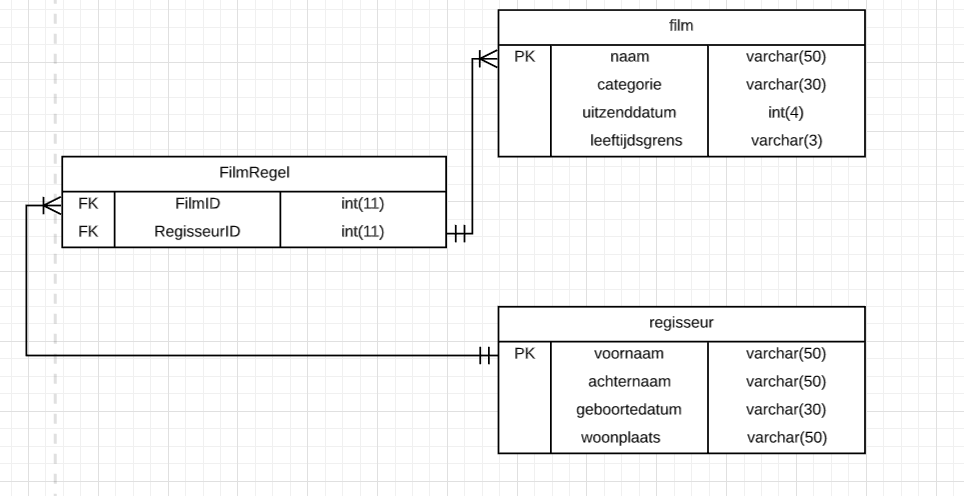 film
PK naam varchar(50)
categorie varchar(30)
uitzenddatum int(4)
leeftijdsgrens varchar(3)
FilmRegel
FK FilmID int(11)
FK RegisseurID int(11)
regisseur
PK voornaam varchar(50)
achternaam varchar(50)
geboortedatum varchar(30)
woonplaats varchar(50)